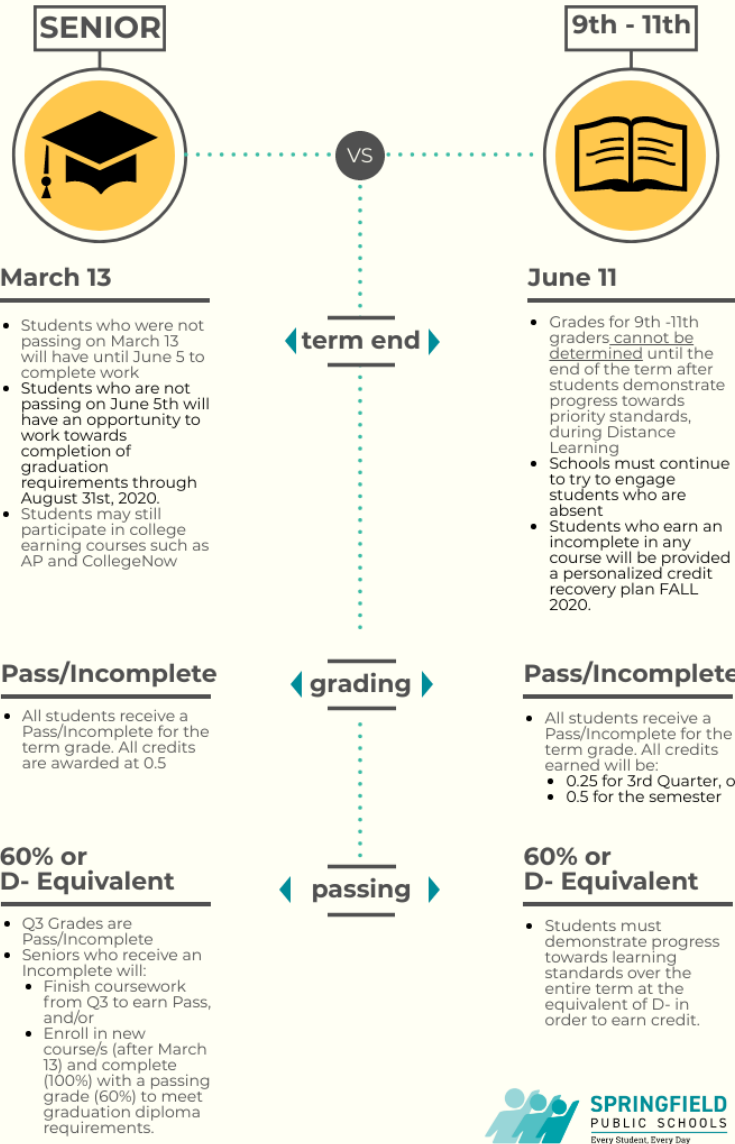 SENIOR
9th - 11th
VS
March 13
Students who were not
passing on March 13
will have until June 5 to
complete work
Students who are not
passing on June 5th will
have an opportunity to
work towards
completion of
graduation
requirements through
August 31st, 2020.
Students may still
participate in college
earning courses such as
AP and CollegeNow
term end
June 11
Grades for 9th -11th
graders cannot be
determined until the
end of the term after
students demonstrate
progress towards
priority standards,
during Distance
Learning
Schools must continue
to try to engage
students who are
absent
Students who earn an
incomplete in any
course will be provided
a personalized credit
recovery plan FALL
2020.
Pass/Incomplete
All students receive a
Pass/Incomplete for the
term grade. All credits
are awarded at 0.5
grading
Pass/Incomplete
All students receive a
Pass/Incomplete for the
term grade. All credits
earned will be:
0.25 for 3rd Quarter, o
0.5 for the semester
60% or
D- Equivalent
Q3 Grades are
Pass/Incomplete
Seniors who receive an
Incomplete will:
Finish coursework
from Q3 to earn Pass,
and/or
Enroll in new
course/s (after March
13) and complete
(100%) with a passing
grade (60%) to meet
graduation diploma
requirements.
passing
60% or
D- Equivalent
Students must
demonstrate progress
towards learning
standards over the
entire term at the
equivalent of D- in
order to earn credit.
SPRINGFIELD
PUBLIC SCHOOLS
Every Student, Every Day